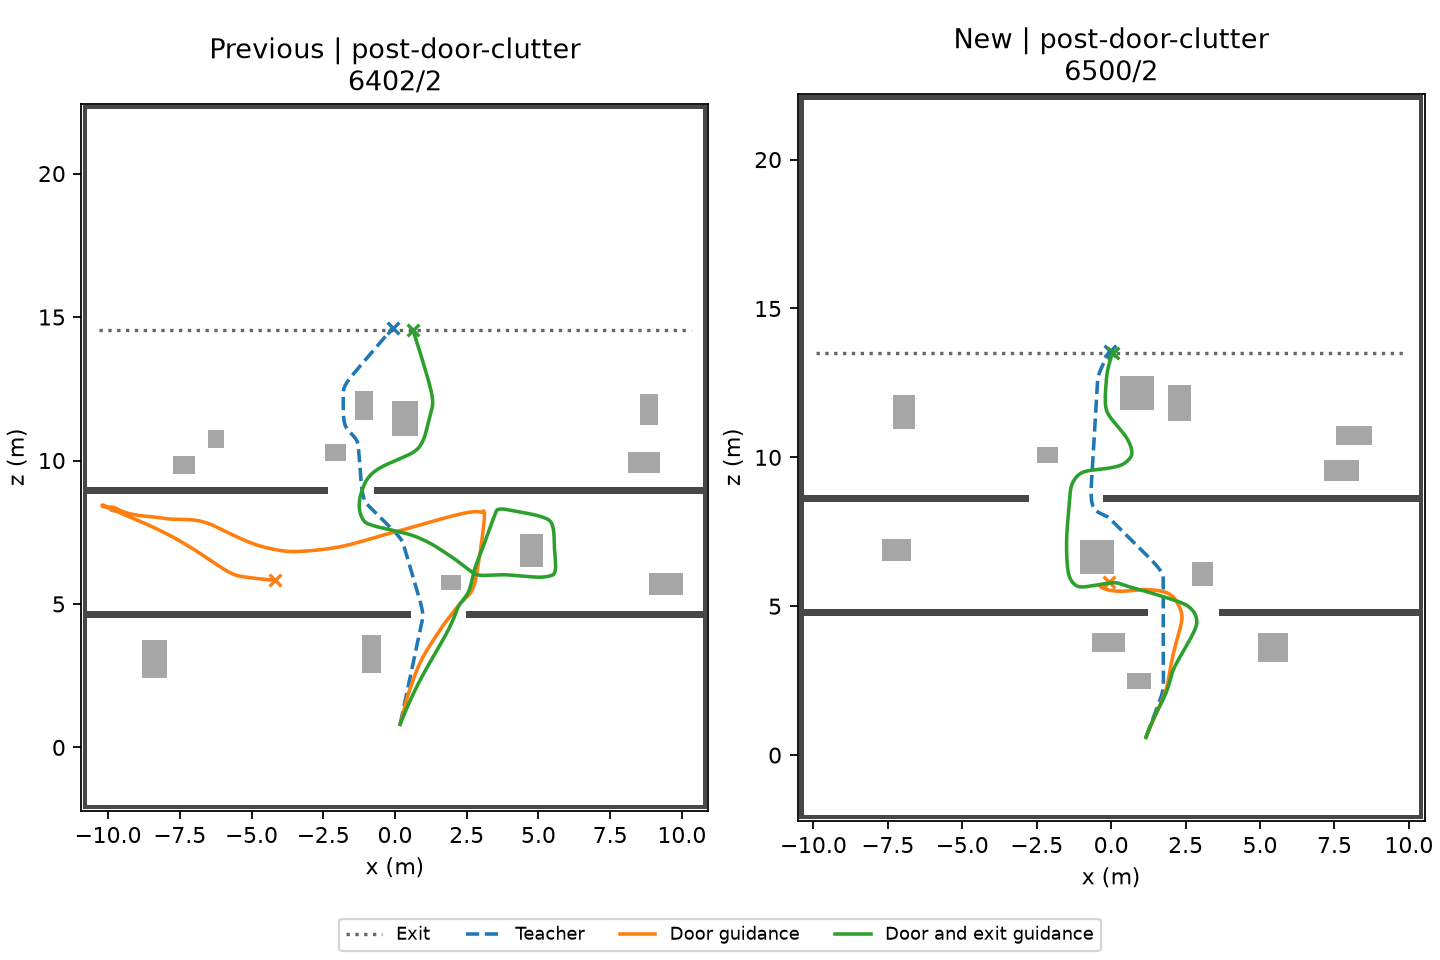 Previous | post-door-clutter
6402/2
20
15
10
5
0
z (m)
−10.0 −7.5 −5.0 −2.5 0.0 2.5 5.0 7.5 10.0
x (m)
New | post-door-clutter
6500/2
20
15
10
5
0
z (m)
−10.0 −7.5 −5.0 −2.5 0.0 2.5 5.0 7.5 10.0
x (m)
Exit Teacher Door guidance Door and exit guidance